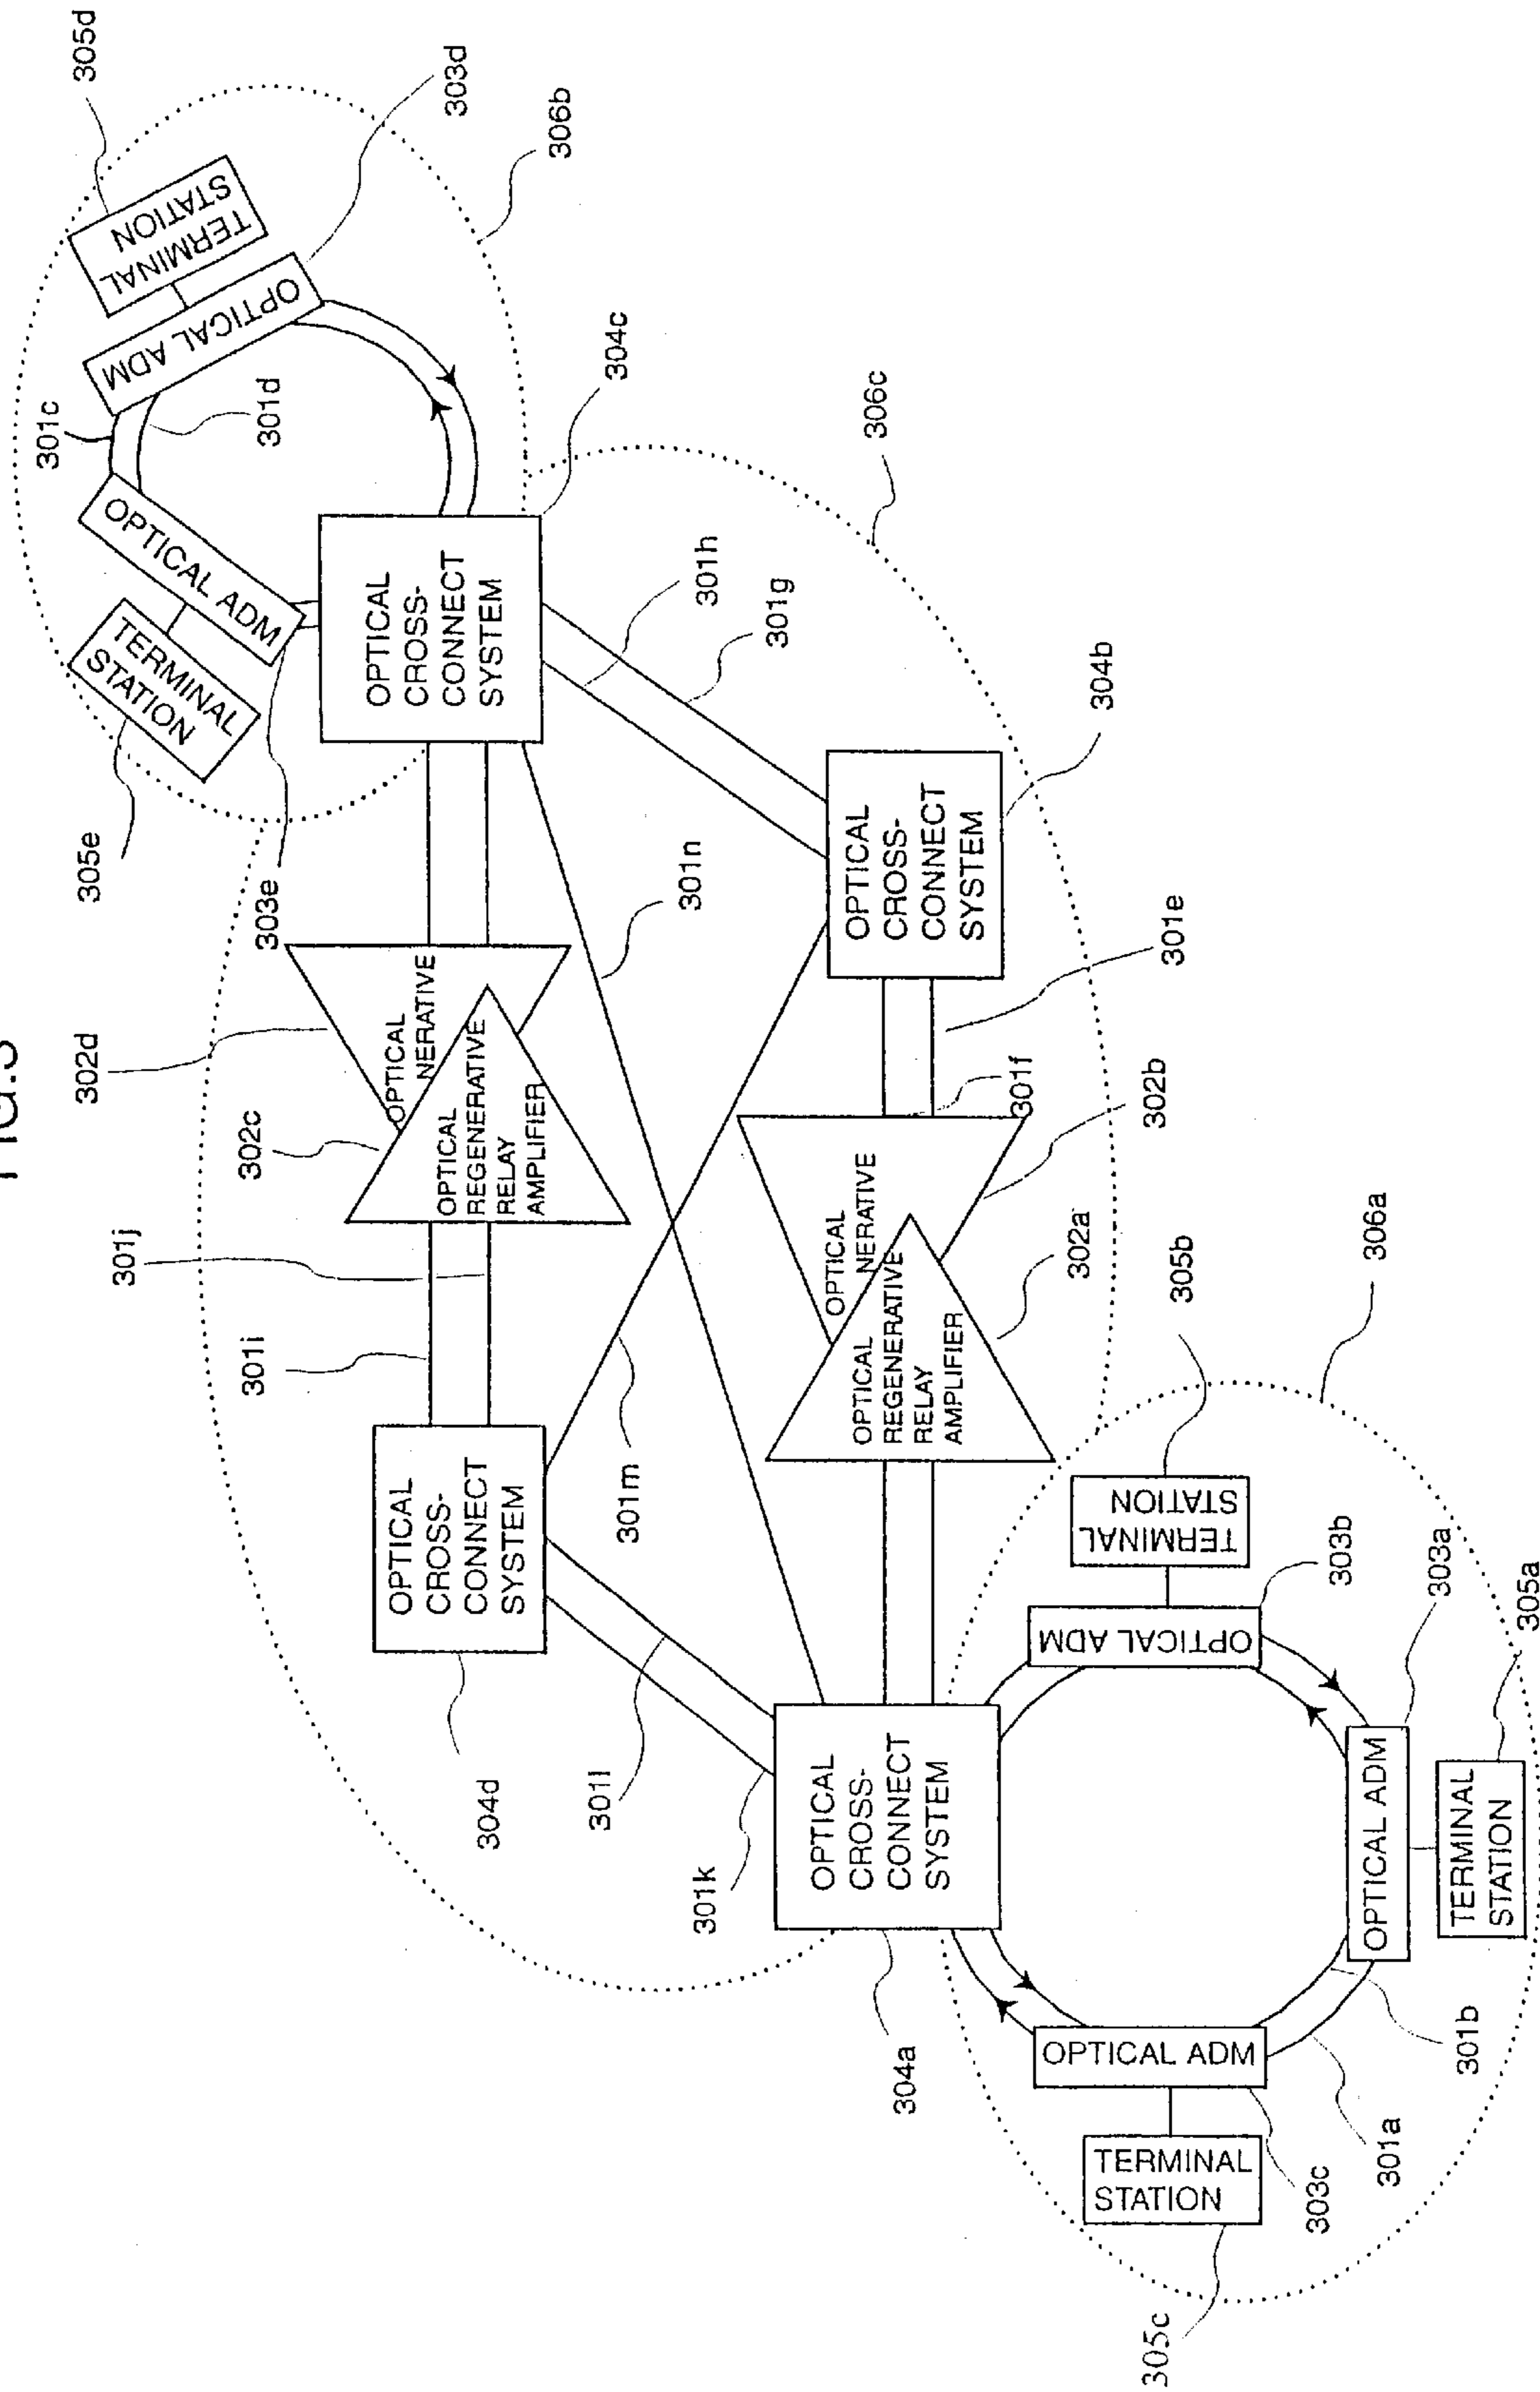 305d
303d
306b
TERMINAL
STATION
OPTICAL ADM
301c
301d
304c
OPTICAL ADM
TERMINAL
STATION
305e
303e
OPTICAL
CROSS-
CONNECT
SYSTEM
301h
301g
306c
304b
OPTICAL
CROSS-
CONNECT
SYSTEM
301n
301e
302d
OPTICAL
NERATIVE
302c
OPTICAL
REGENERATIVE
RELAY
AMPLIFIER
301f
302b
OPTICAL
NERATIVE
302a
OPTICAL
REGENERATIVE
RELAY
AMPLIFIER
301j
301i
OPTICAL
CROSS-
CONNECT
SYSTEM
304d
301m
301l
301k
OPTICAL
CROSS-
CONNECT
SYSTEM
304a
306a
305b
TERMINAL
STATION
303b
OPTICAL ADM
303a
OPTICAL ADM
305a
TERMINAL
STATION
OPTICAL ADM
301b
301a
303c
TERMINAL
STATION
305c